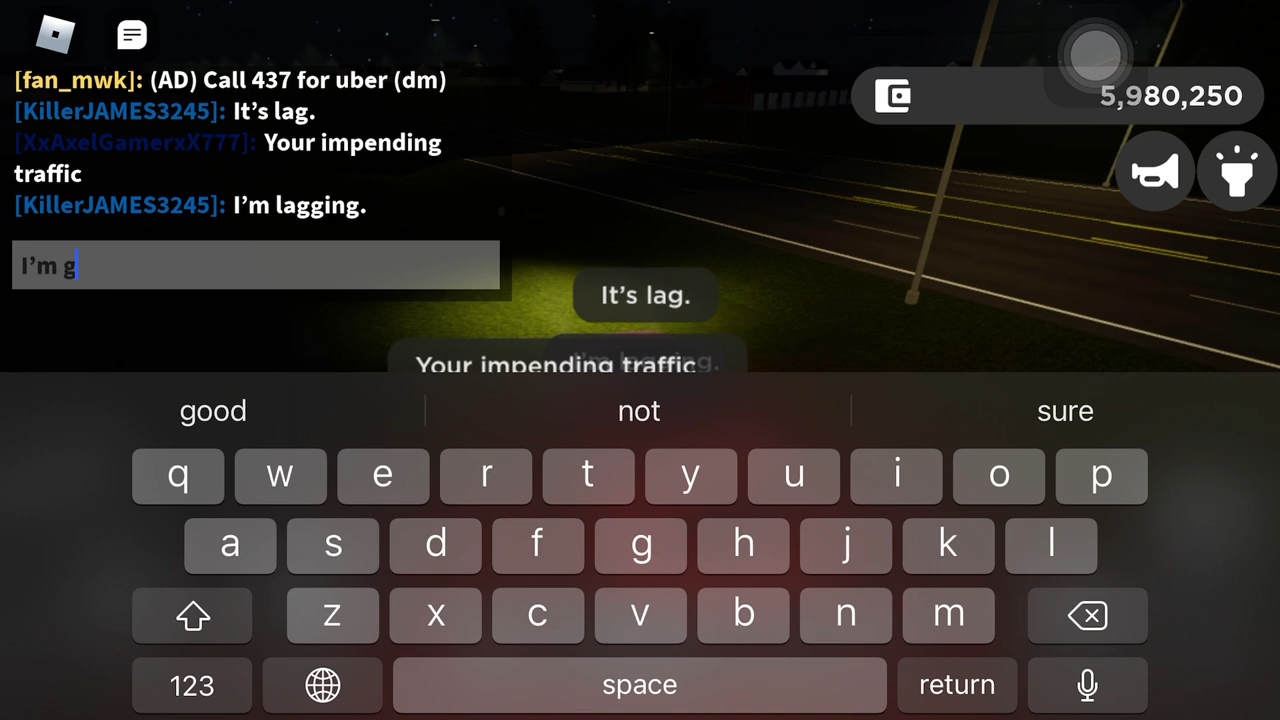 [fan_mwk]: (AD) Call 437 for uber (dm)
[KillerJAMES3245]: It’s lag.
[XxAxelGamerxX777]: Your impending
traffic
[KillerJAMES3245]: I’m lagging.
5,980,250
I’m g
It’s lag.
I’m lagging.
Your impending traffic
good not sure
q w e r t y u i o p
a s d f g h j k l
z x c v b n m
123 space return